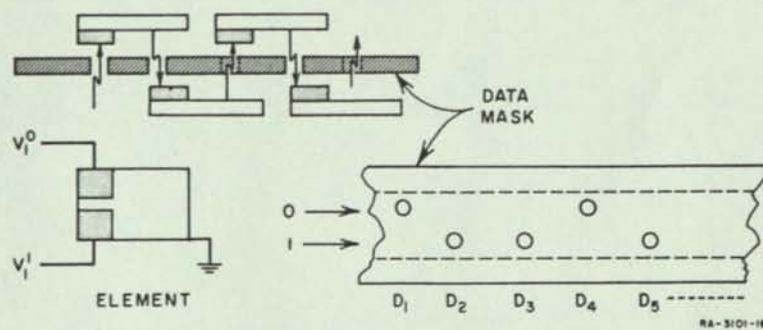 DATA
MASK
V₁⁰
0
1
V₁¹
ELEMENT
D₁ D₂ D₃ D₄ D₅